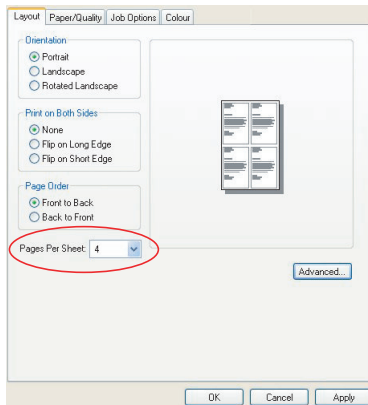 Layout Paper/Quality Job Options Colour
Orientation
Portrait
Landscape
Rotated Landscape
Print on Both Sides
None
Flip on Long Edge
Flip on Short Edge
Page Order
Front to Back
Back to Front
Pages Per Sheet: 4
Advanced...
OK Cancel Apply